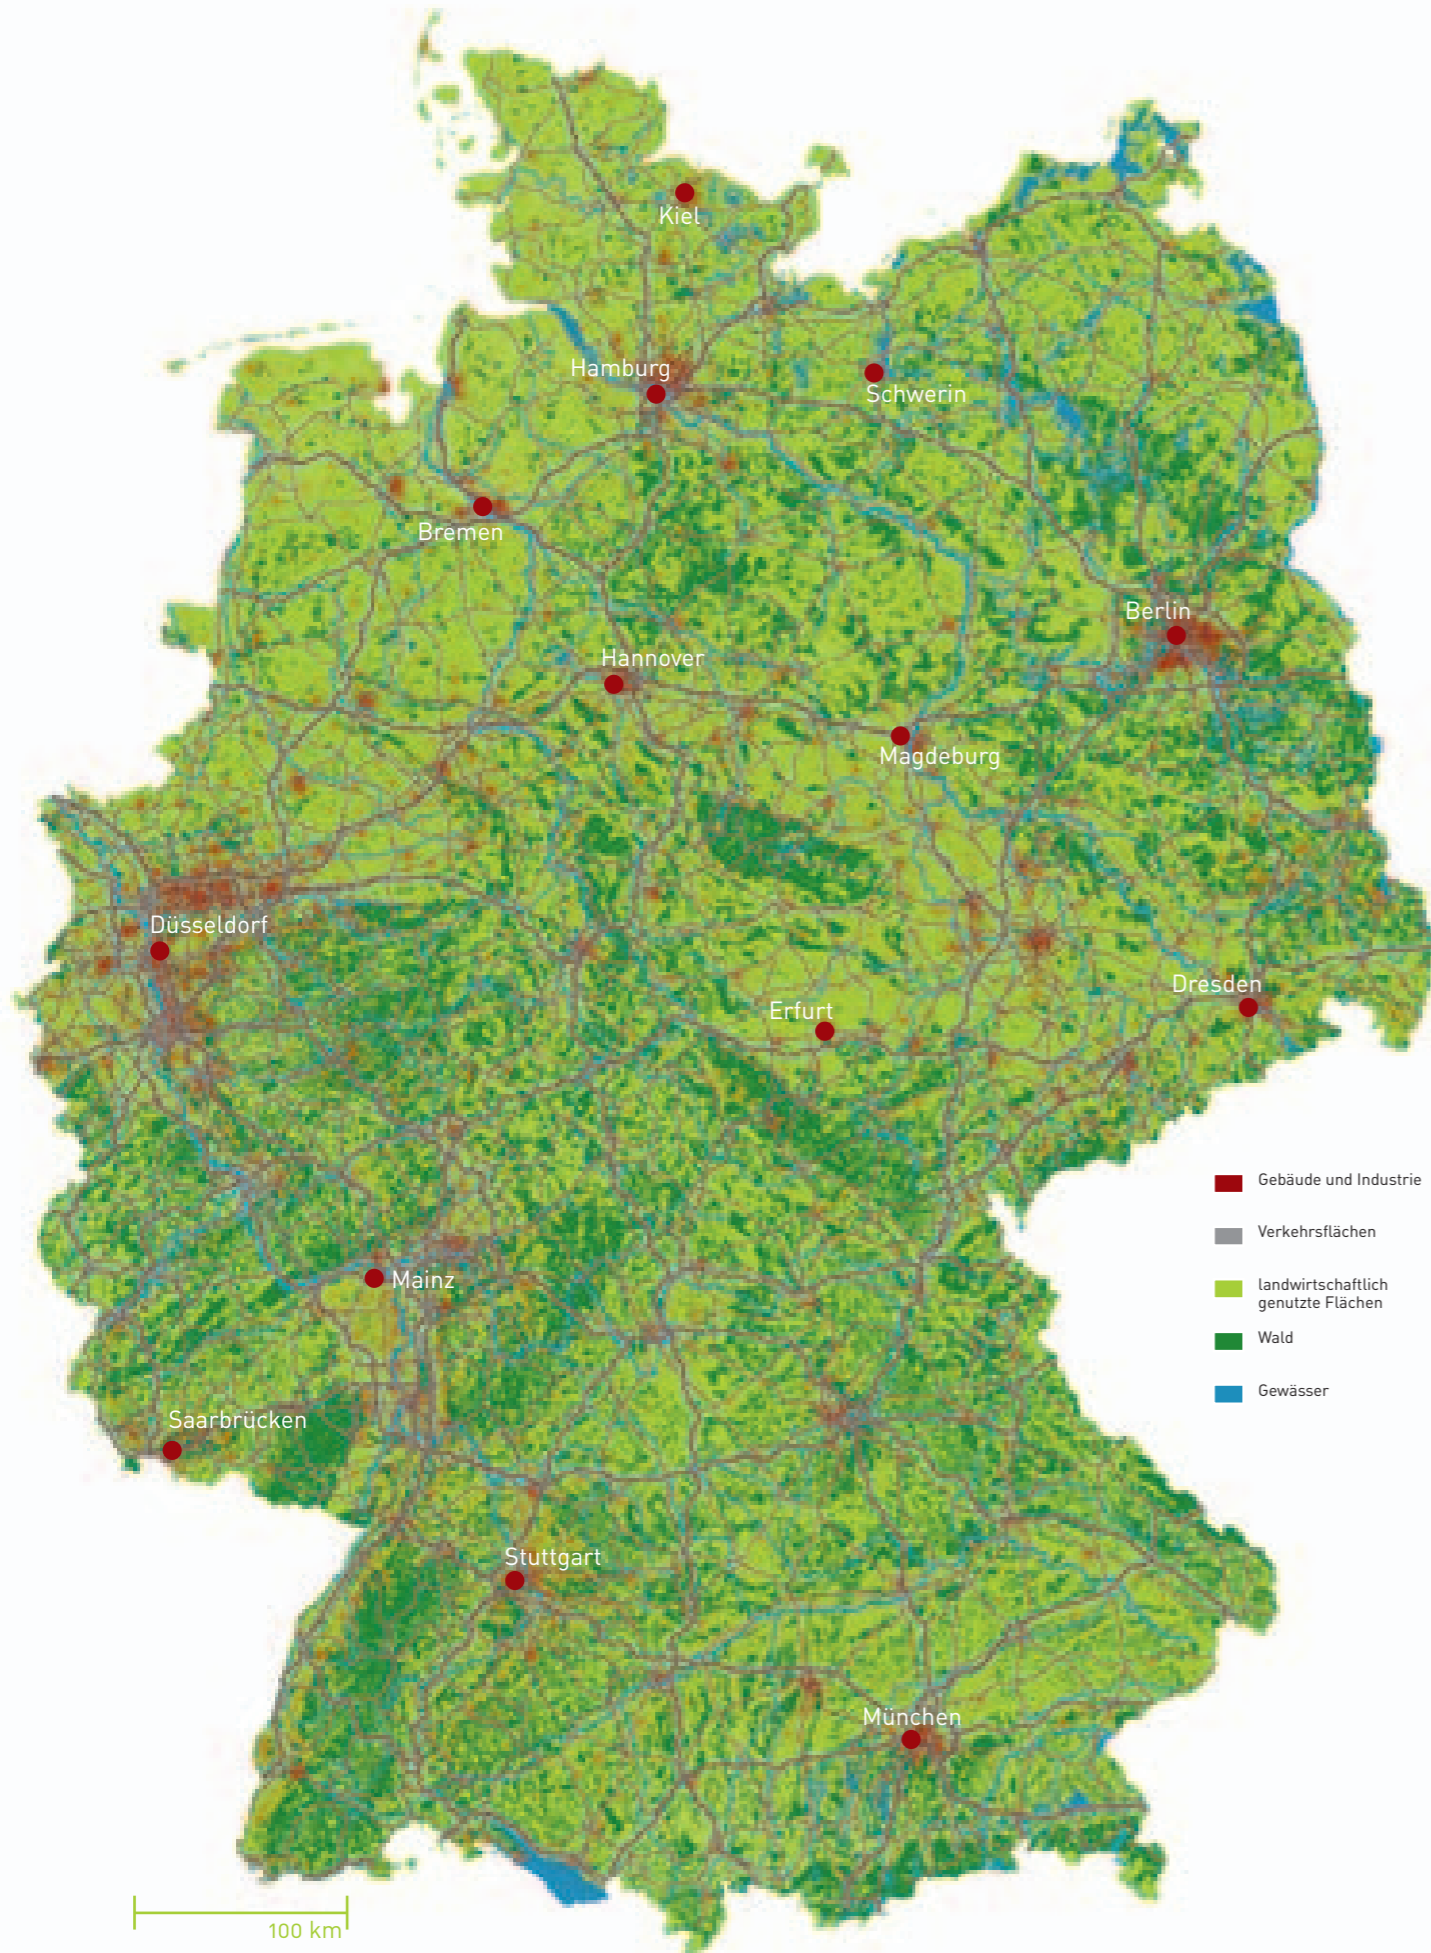 Kiel
Hamburg
Schwerin
Bremen
Berlin
Hannover
Magdeburg
Düsseldorf
Dresden
Erfurt
Gebäude und Industrie
Verkehrsflächen
landwirtschaftlich
genutzte Flächen
Wald
Gewässer
Mainz
Saarbrücken
Stuttgart
München
100 km